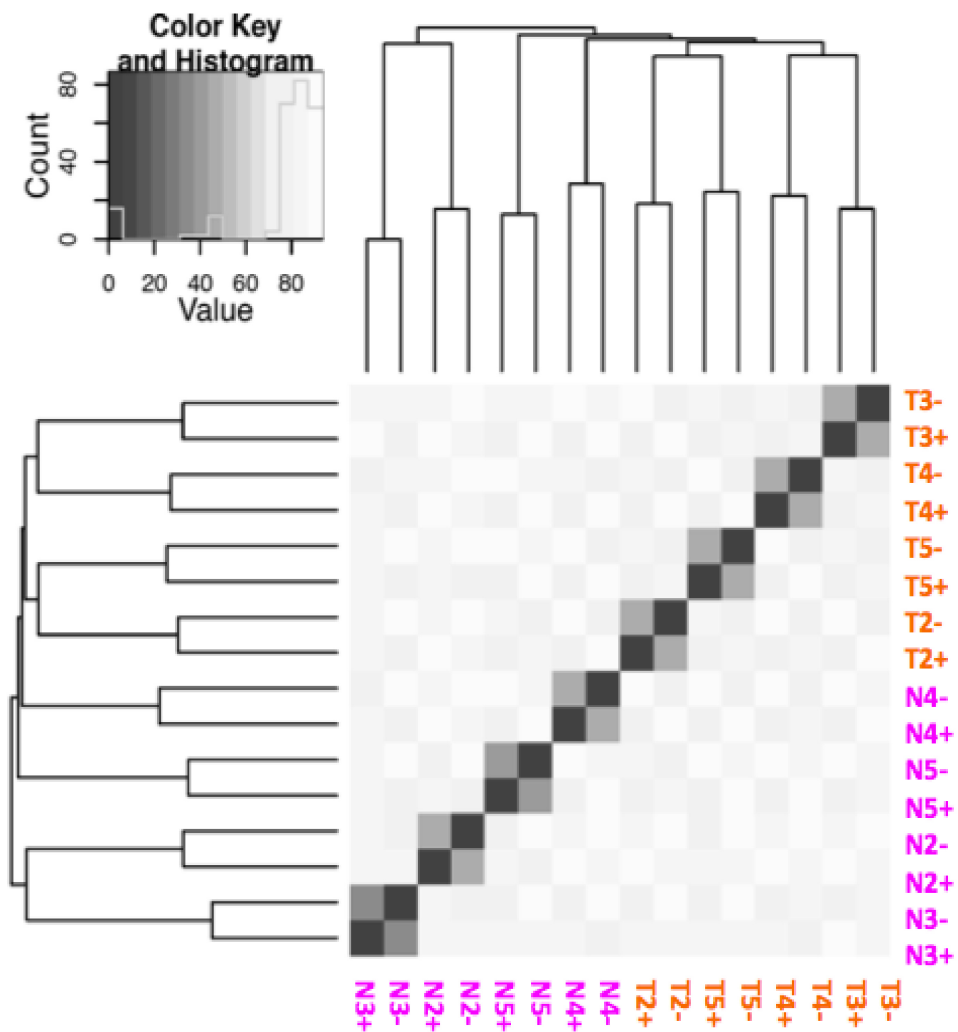 Color Key
and Histogram
Count
0
40
80
0 20 40 60 80
Value
T3-
T3+
T4-
T4+
T5-
T5+
T2-
T2+
N4-
N4+
N5-
N5+
N2-
N2+
N3-
N3+
N3+ N3- N2+ N2- N5+ N5- N4+ N4- T2+ T2- T5+ T5- T4+ T4- T3+ T3-